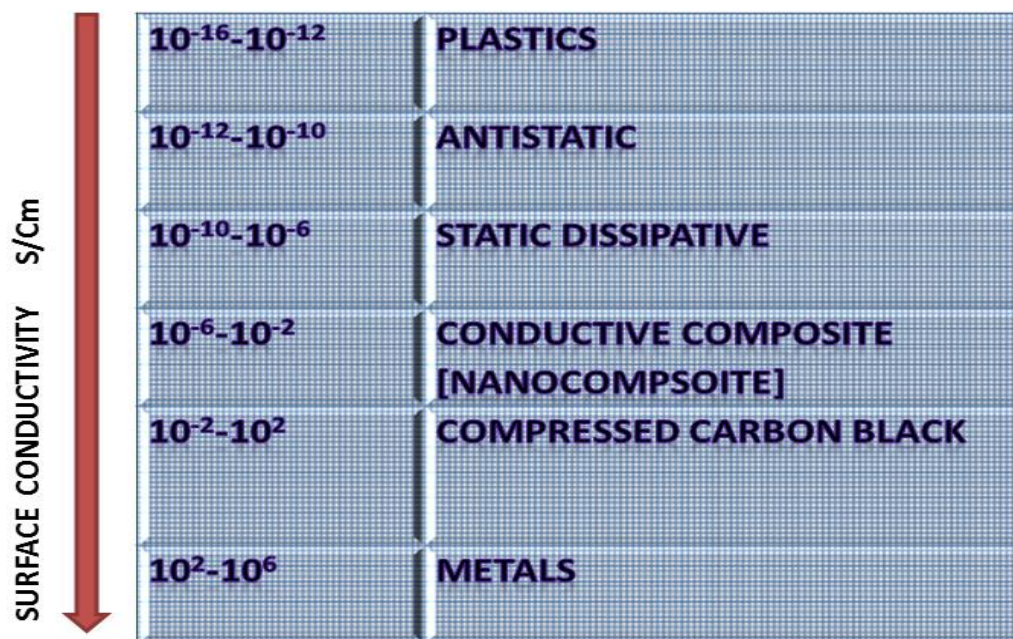 SURFACE CONDUCTIVITY S/Cm
10⁻¹⁶-10⁻¹² PLASTICS
10⁻¹²-10⁻¹⁰ ANTISTATIC
10⁻¹⁰-10⁻⁶ STATIC DISSIPATIVE
10⁻⁶-10⁻² CONDUCTIVE COMPOSITE
[NANOCOMPSOITE]
10⁻²-10² COMPRESSED CARBON BLACK
10²-10⁶ METALS